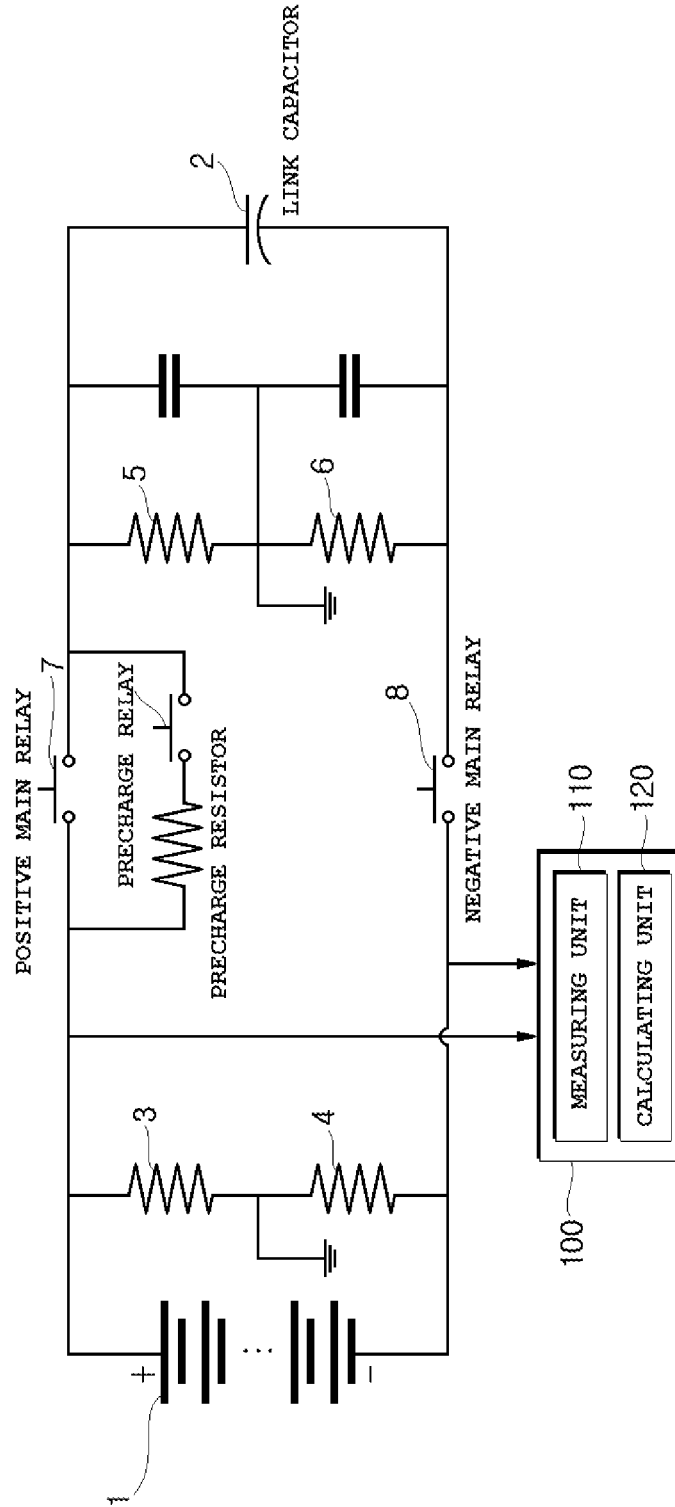 POSITIVE MAIN RELAY
7
PRECHARGE RELAY
PRECHARGE RESISTOR
1
+
-
...
3
4
5
6
2
LINK CAPACITOR
8
NEGATIVE MAIN RELAY
100
MEASURING UNIT
110
CALCULATING UNIT
120